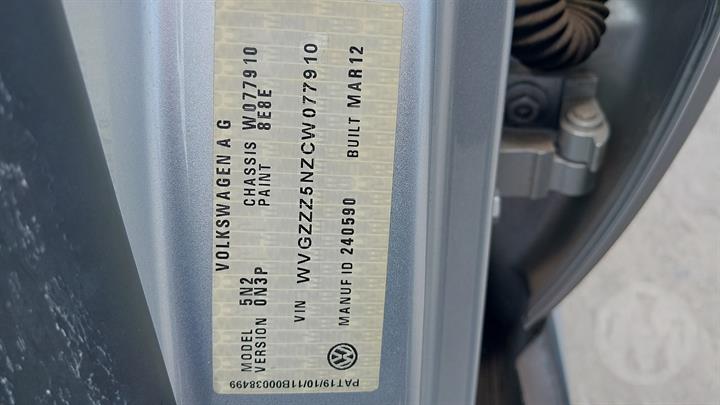 VOLKSWAGEN A G
MODEL 5N2 CHASSIS W077910
VERSION 0N3P PAINT 8E8E
VIN WVGZZZ5NZCW077910
MANUF ID 240590 BUILT MAR12
PAT19/10/11B00038499